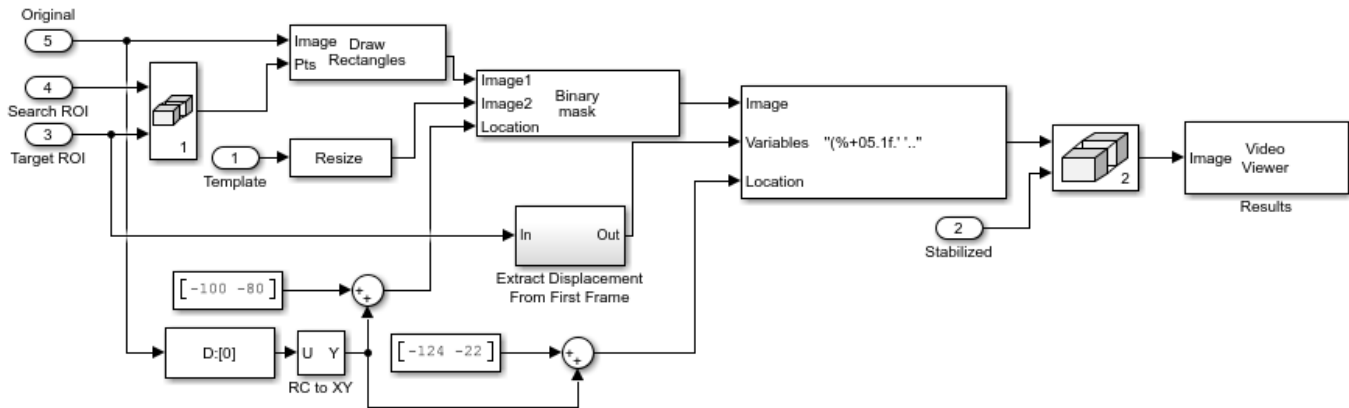 Original
5
4
Search ROI
3
Target ROI
1
Image
Pts
Draw
Rectangles
1
Template
Resize
Image1
Image2
Location
Binary
mask
Image
Variables
Location
"(%+05.1f.' '.."
2
Stabilized
2
Image
Video
Viewer
Results
In
Out
Extract Displacement
From First Frame
[-100 -80]
D:[0]
U Y
RC to XY
[-124 -22]
+
+
+
+